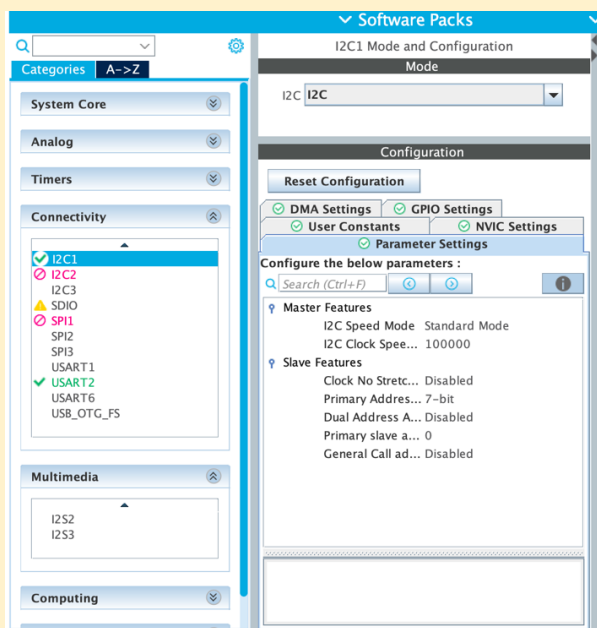 Software Packs
I2C1 Mode and Configuration
Mode
I2C I2C
Categories A->Z
System Core
Analog
Timers
Connectivity
I2C1
I2C2
I2C3
SDIO
SPI1
SPI2
SPI3
USART1
USART2
USART6
USB_OTG_FS
Multimedia
I2S2
I2S3
Computing
Configuration
Reset Configuration
DMA Settings GPIO Settings
User Constants NVIC Settings
Parameter Settings
Configure the below parameters :
Search (Ctrl+F)
Master Features
I2C Speed Mode Standard Mode
I2C Clock Spee... 100000
Slave Features
Clock No Stretc... Disabled
Primary Addres... 7-bit
Dual Address A... Disabled
Primary slave a... 0
General Call ad... Disabled